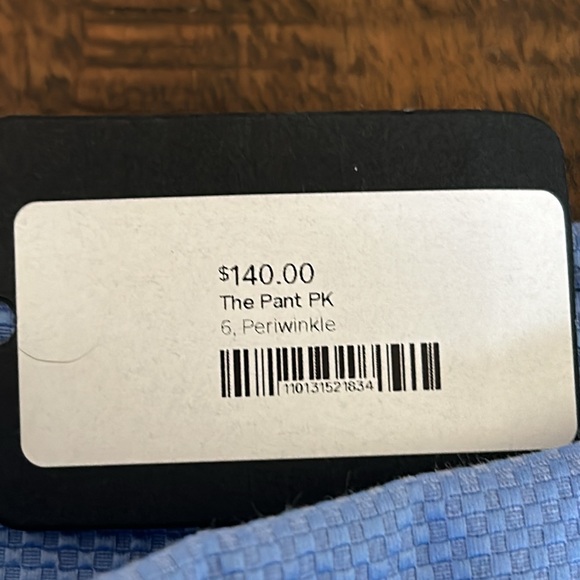 $140.00
The Pant PK
6, Periwinkle
110131521834